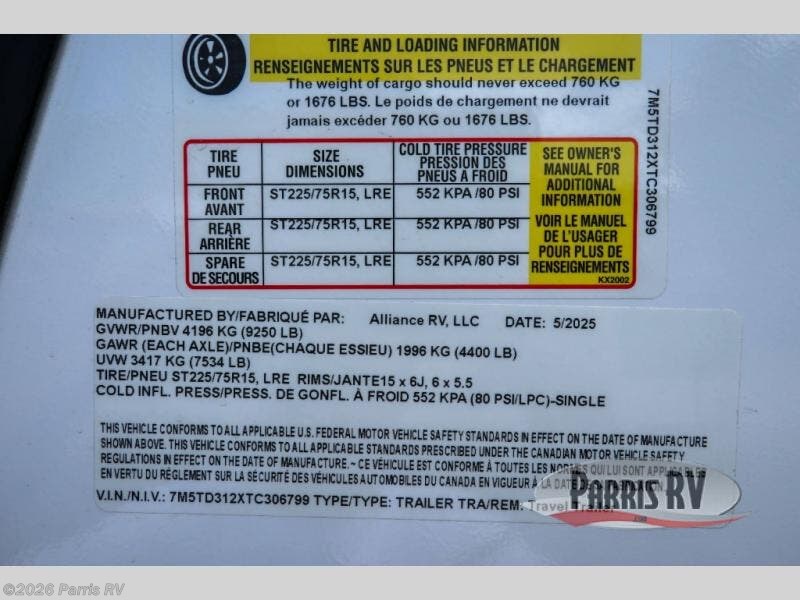 TIRE AND LOADING INFORMATION
RENSEIGNEMENTS SUR LES PNEUS ET LE CHARGEMENT
The weight of cargo should never exceed 760 KG
or 1676 LBS. Le poids de chargement ne devrait
jamais excéder 760 KG ou 1676 LBS.
TIRE PNEU SIZE DIMENSIONS COLD TIRE PRESSURE PRESSION DES PNEUS A FROID
FRONT AVANT ST225/75R15, LRE 552 KPA /80 PSI
REAR ARRIÈRE ST225/75R15, LRE 552 KPA /80 PSI
SPARE DE SECOURS ST225/75R15, LRE 552 KPA /80 PSI
SEE OWNER'S
MANUAL FOR
ADDITIONAL
INFORMATION
VOIR LE MANUEL
DE L'USAGER
POUR PLUS DE
RENSEIGNEMENTS
KX2002
7M5TD312XTC306799
MANUFACTURED BY/FABRIQUÉ PAR: Alliance RV, LLC DATE: 5/2025
GVWR/PNBV 4196 KG (9250 LB)
GAWR (EACH AXLE)/PNBE(CHAQUE ESSIEU) 1996 KG (4400 LB)
UVW 3417 KG (7534 LB)
TIRE/PNEU ST225/75R15, LRE RIMS/JANTE15 x 6J, 6 x 5.5
COLD INFL. PRESS/PRESS. DE GONFL. À FROID 552 KPA (80 PSI/LPC)-SINGLE
THIS VEHICLE CONFORMS TO ALL APPLICABLE U.S. FEDERAL MOTOR VEHICLE SAFETY STANDARDS IN EFFECT ON THE DATE OF MANUFACTURE
SHOWN ABOVE. THIS VEHICLE CONFORMS TO ALL APPLICABLE STANDARDS PRESCRIBED UNDER THE CANADIAN MOTOR VEHICLE SAFETY
REGULATIONS IN EFFECT ON THE DATE OF MANUFACTURE. ~ CE VÉHICULE EST CONFORME À TOUTES LES NORMES QUI LUI SONT APPLICABLES
EN VERTU DU RÈGLEMENT SUR LA SÉCURITÉ DES VÉHICULES AUTOMOBILES DU CANADA EN VIGUEUR À LA DATE DE SA FABRICATION
V.I.N./N.I.V.: 7M5TD312XTC306799 TYPE/TYPE: TRAILER TRA/REM. Travel Trailer
PARRIS RV
©2026 Parris RV